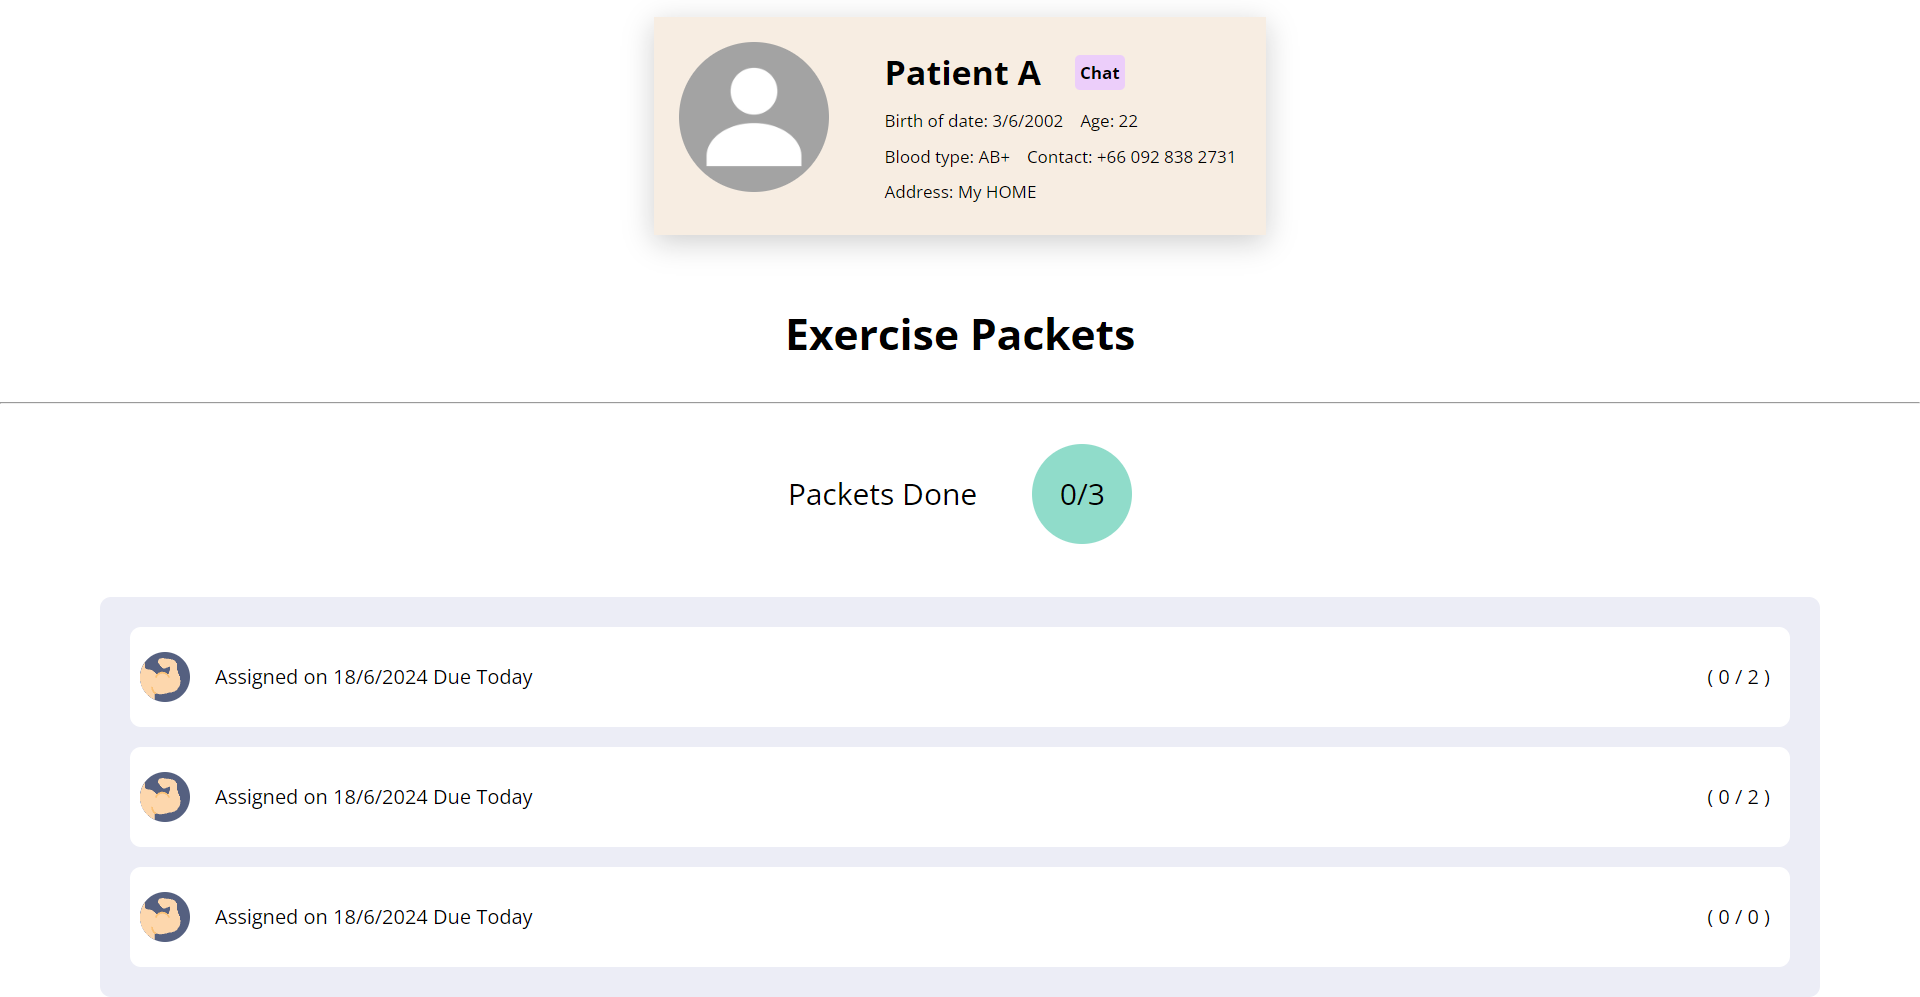 Patient A Chat
Birth of date: 3/6/2002 Age: 22
Blood type: AB+ Contact: +66 092 838 2731
Address: My HOME
Exercise Packets
Packets Done 0/3
Assigned on 18/6/2024 Due Today ( 0 / 2 )
Assigned on 18/6/2024 Due Today ( 0 / 2 )
Assigned on 18/6/2024 Due Today ( 0 / 0 )